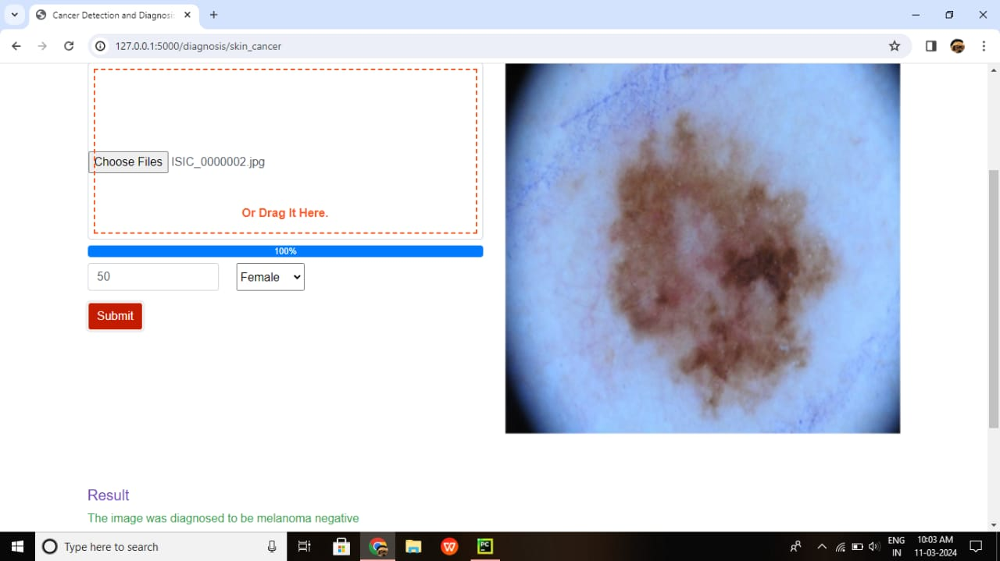 Cancer Detection and Diagnosi
127.0.0.1:5000/diagnosis/skin_cancer
Choose Files ISIC_0000002.jpg
Or Drag It Here.
100%
50 Female
Submit
Result
The image was diagnosed to be melanoma negative
Type here to search
PC
W
ENG
IN
10:03 AM
11-03-2024